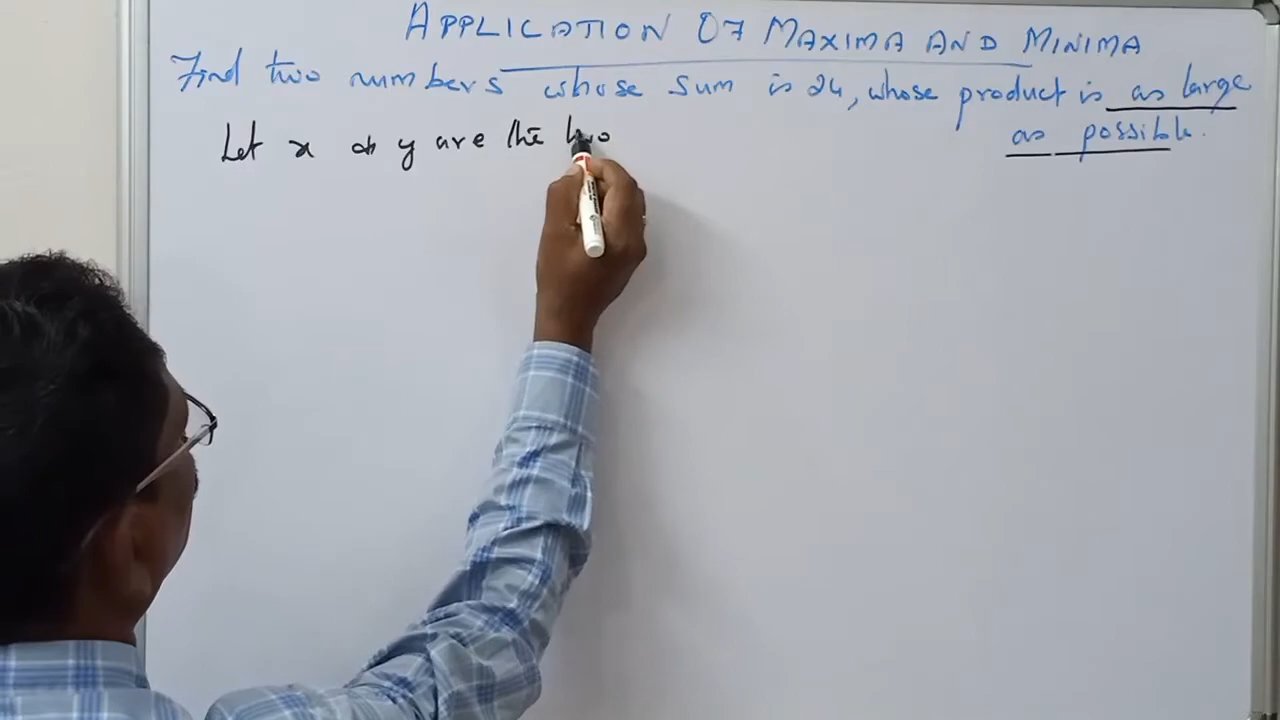 APPLICATION OF MAXIMA AND MINIMA
Find two numbers whose sum is 24, whose product is as large
as possible.
Let x & y are the two